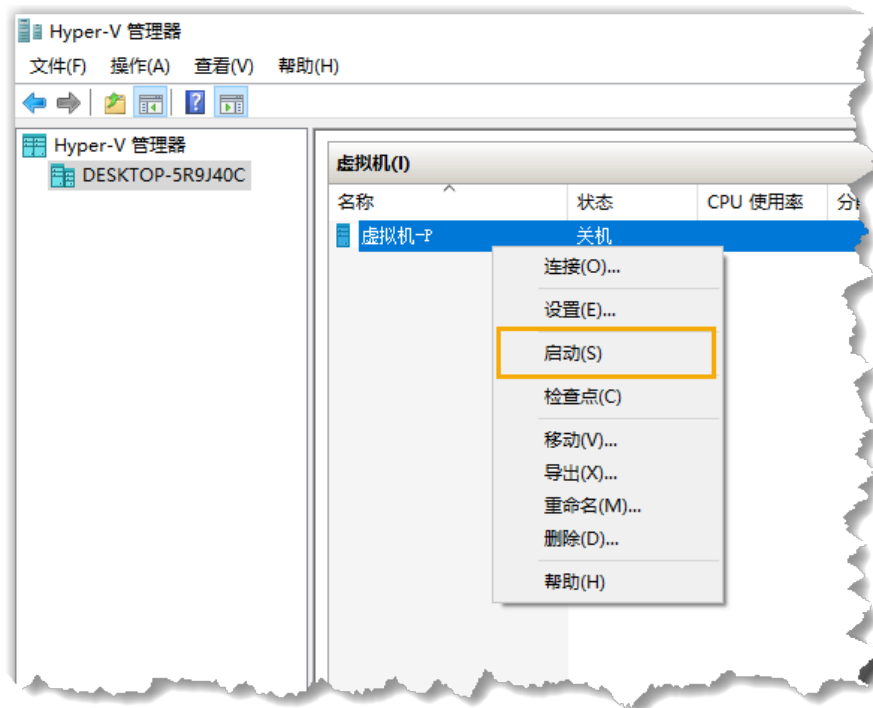 Hyper-V 管理器
文件(F) 操作(A) 查看(V) 帮助(H)
Hyper-V 管理器
DESKTOP-5R9J40C
虚拟机(I)
名称 状态 CPU 使用率
虚拟机-P 关机
连接(O)...
设置(E)...
启动(S)
检查点(C)
移动(V)...
导出(X)...
重命名(M)...
删除(D)...
帮助(H)